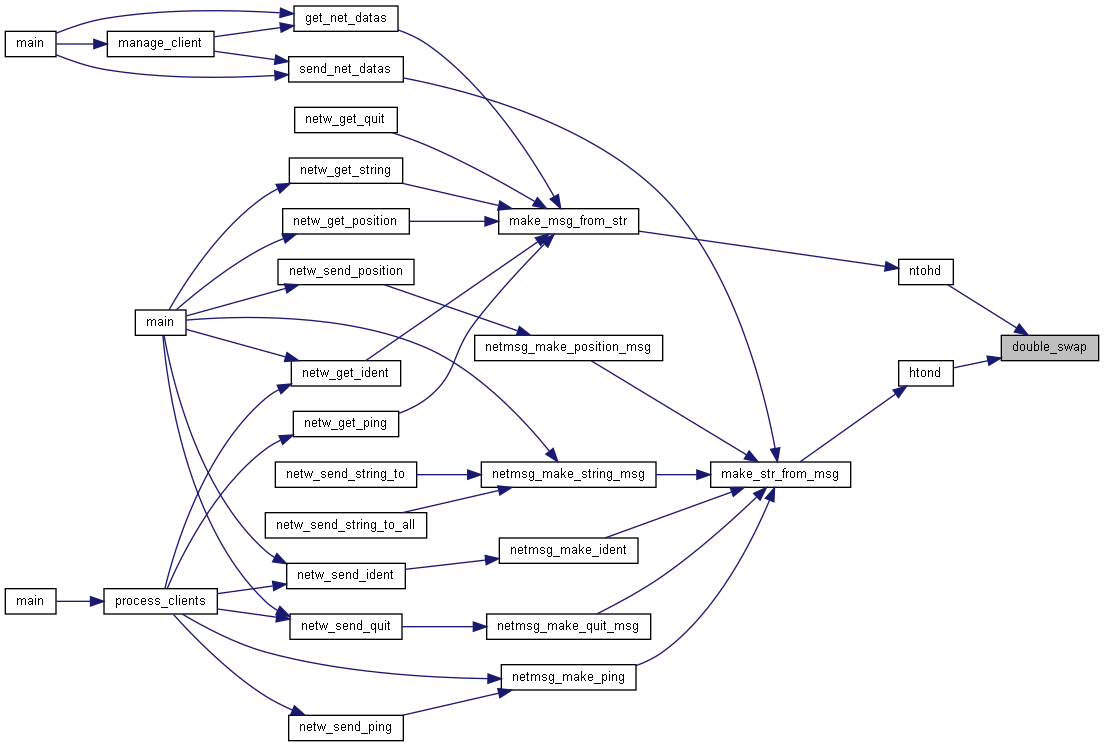 get_net_datas
main
manage_client
send_net_datas
netw_get_quit
netw_get_string
netw_get_position
make_msg_from_str
netw_send_position
ntohd
main
netmsg_make_position_msg
double_swap
netw_get_ident
htond
netw_get_ping
netw_send_string_to
netmsg_make_string_msg
make_str_from_msg
netw_send_string_to_all
netmsg_make_ident
netw_send_ident
main
process_clients
netw_send_quit
netmsg_make_quit_msg
netmsg_make_ping
netw_send_ping